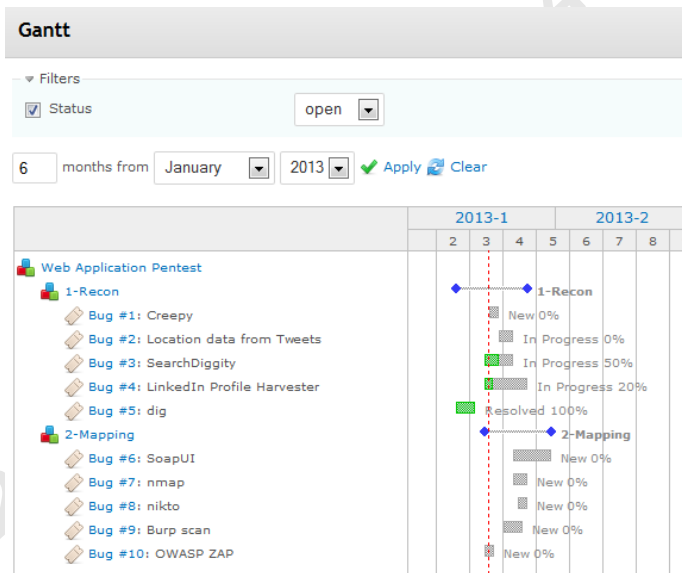 Gantt
Filters
Status open
6 months from January 2013 Apply Clear
2013-1 2013-2
2 3 4 5 6 7 8
Web Application Pentest
1-Recon 1-Recon
Bug #1: Creepy New 0%
Bug #2: Location data from Tweets In Progress 0%
Bug #3: SearchDiggity In Progress 50%
Bug #4: LinkedIn Profile Harvester In Progress 20%
Bug #5: dig Resolved 100%
2-Mapping 2-Mapping
Bug #6: SoapUI New 0%
Bug #7: nmap New 0%
Bug #8: nikto New 0%
Bug #9: Burp scan New 0%
Bug #10: OWASP ZAP New 0%